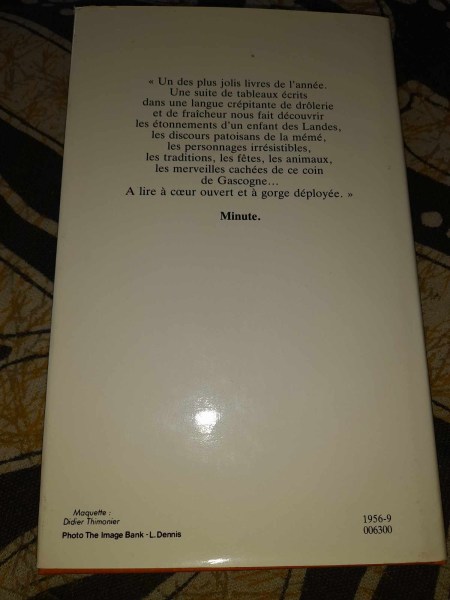 « Un des plus jolis livres de l'année.
Une suite de tableaux écrits
dans une langue crépitante de drôlerie
et de fraîcheur nous fait découvrir
les étonnements d'un enfant des Landes,
les discours patoisans de la mémé,
les personnages irrésistibles,
les traditions, les fêtes, les animaux,
les merveilles cachées de ce coin
de Gascogne...
A lire à cœur ouvert et à gorge déployée. »
Minute.
Maquette :
Didier Thimonier
Photo The Image Bank - L. Dennis
1956-9
006300